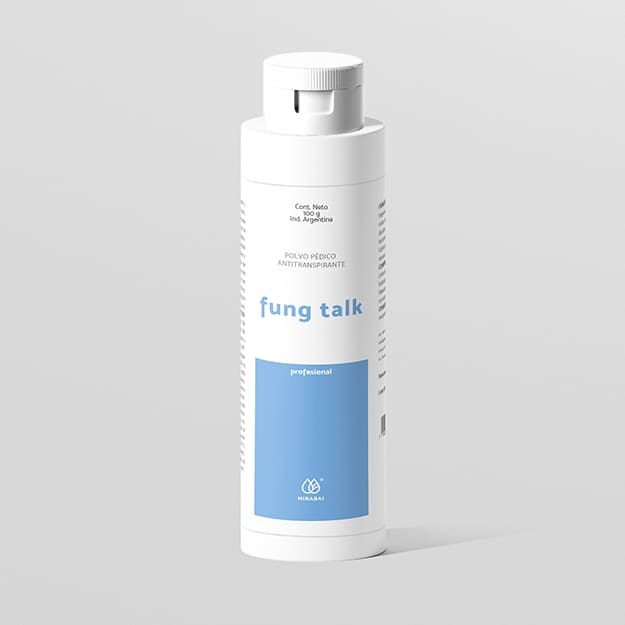 Cont. Neto
100 g
Ind. Argentina
POLVO PÉDICO
ANTITRANSPIRANTE
fung talk
profesional
MIRABAI